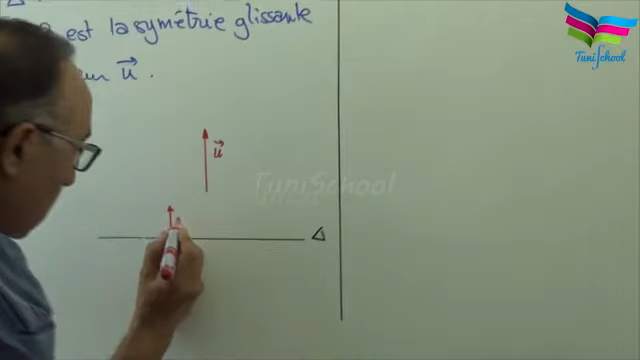 est la symétrie glissante
TuniSchool
u⃗ .
u⃗
TuniSchool
Δ